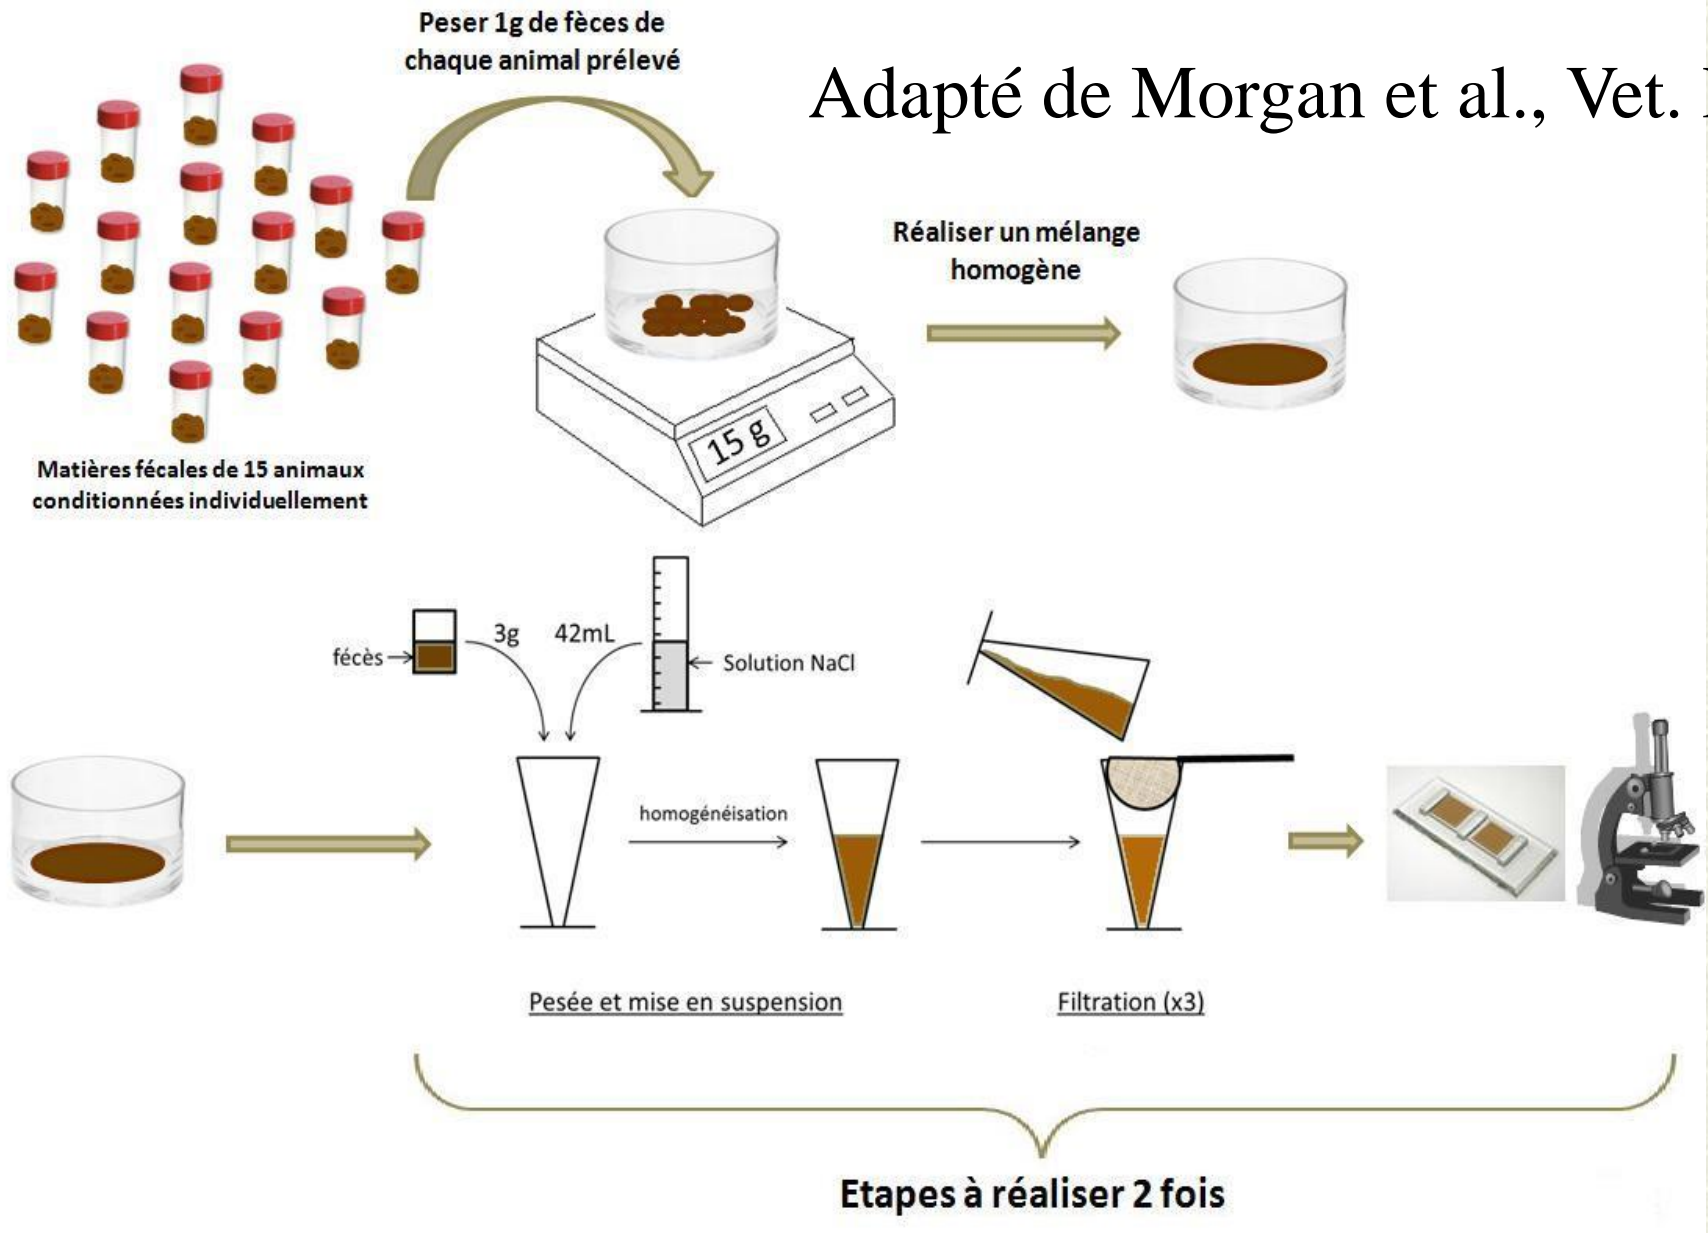 Peser 1g de fèces de
chaque animal prélevé
Adapté de Morgan et al., Vet.
Réaliser un mélange
homogène
15 g
Matières fécales de 15 animaux
conditionnées individuellement
3g
42mL
fécès
Solution NaCl
homogénéisation
Pesée et mise en suspension
Filtration (x3)
Etapes à réaliser 2 fois